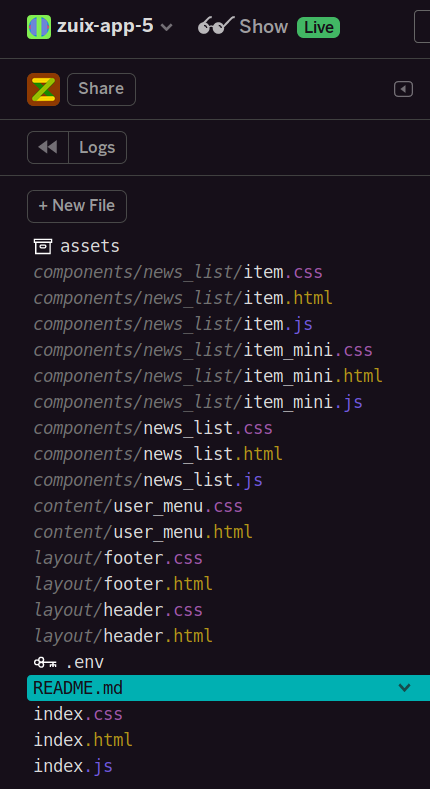 zuix-app-5 Show Live
Share
Logs
+ New File
assets
components/news_list/item.css
components/news_list/item.html
components/news_list/item.js
components/news_list/item_mini.css
components/news_list/item_mini.html
components/news_list/item_mini.js
components/news_list.css
components/news_list.html
components/news_list.js
content/user_menu.css
content/user_menu.html
layout/footer.css
layout/footer.html
layout/header.css
layout/header.html
.env
README.md
index.css
index.html
index.js